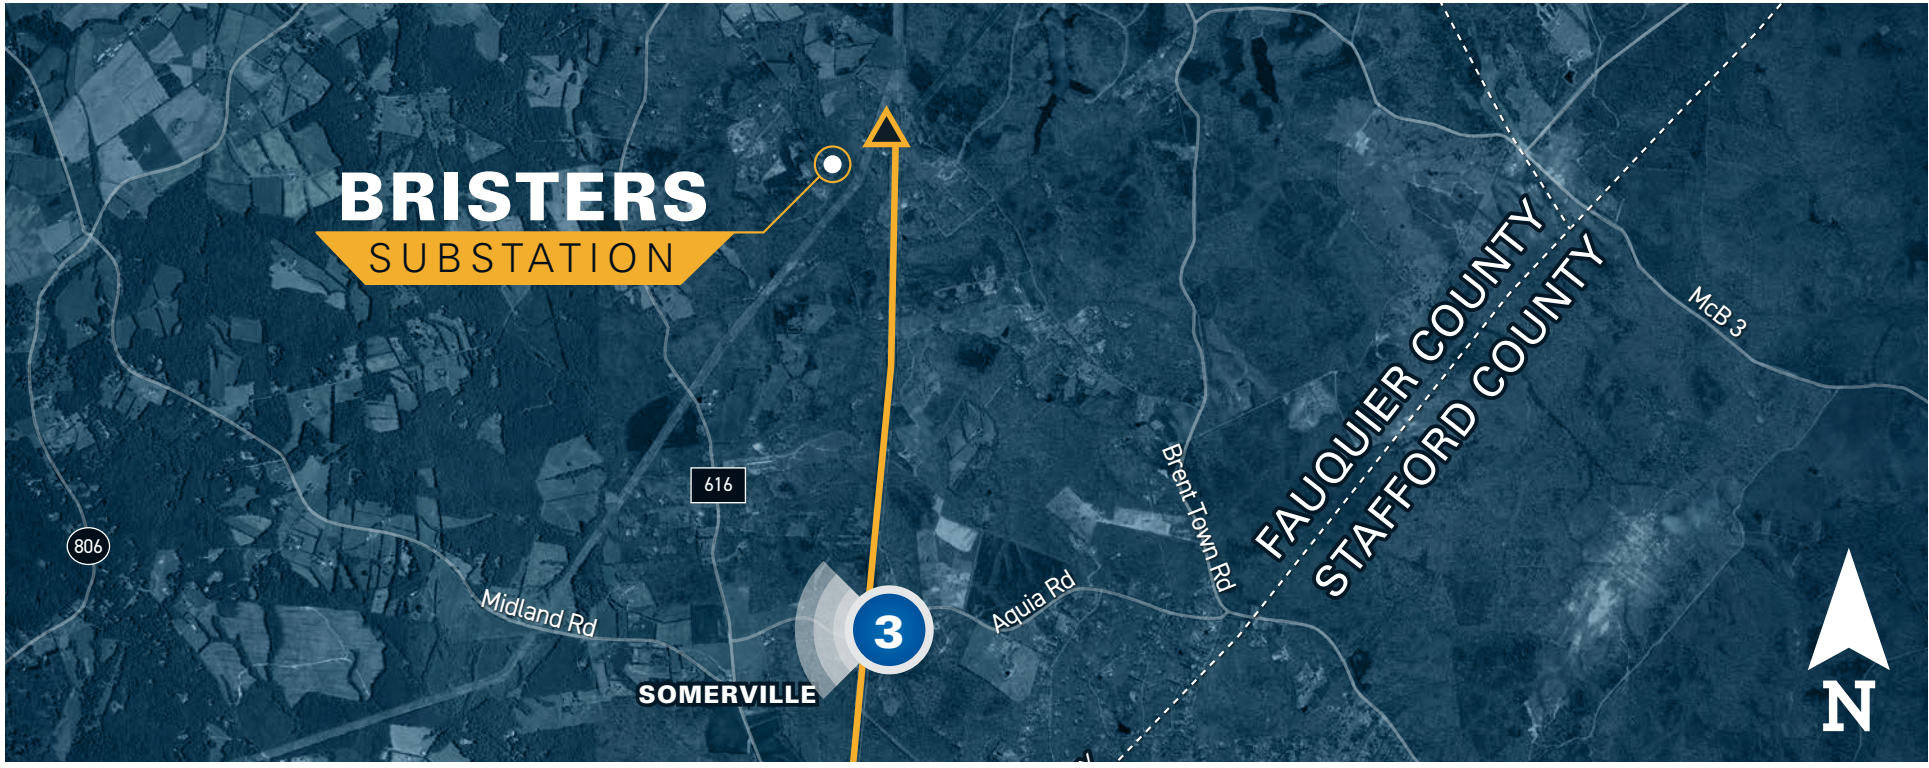 BRISTERS
SUBSTATION
FAUQUIER COUNTY
STAFFORD COUNTY
McB 3
616
Brent Town Rd
806
Midland Rd
Aquia Rd
3
SOMERVILLE
N